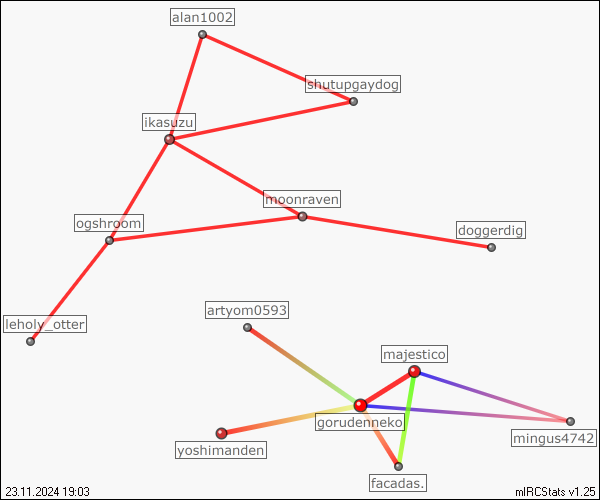 alan1002
shutupgaydog
ikasuzu
moonraven
ogshroom
doggerdig
leholy_otter
artyom0593
majestico
gorudenneko
mingus4742
yoshimanden
facadas.
23.11.2024 19:03
mIRCStats v1.25